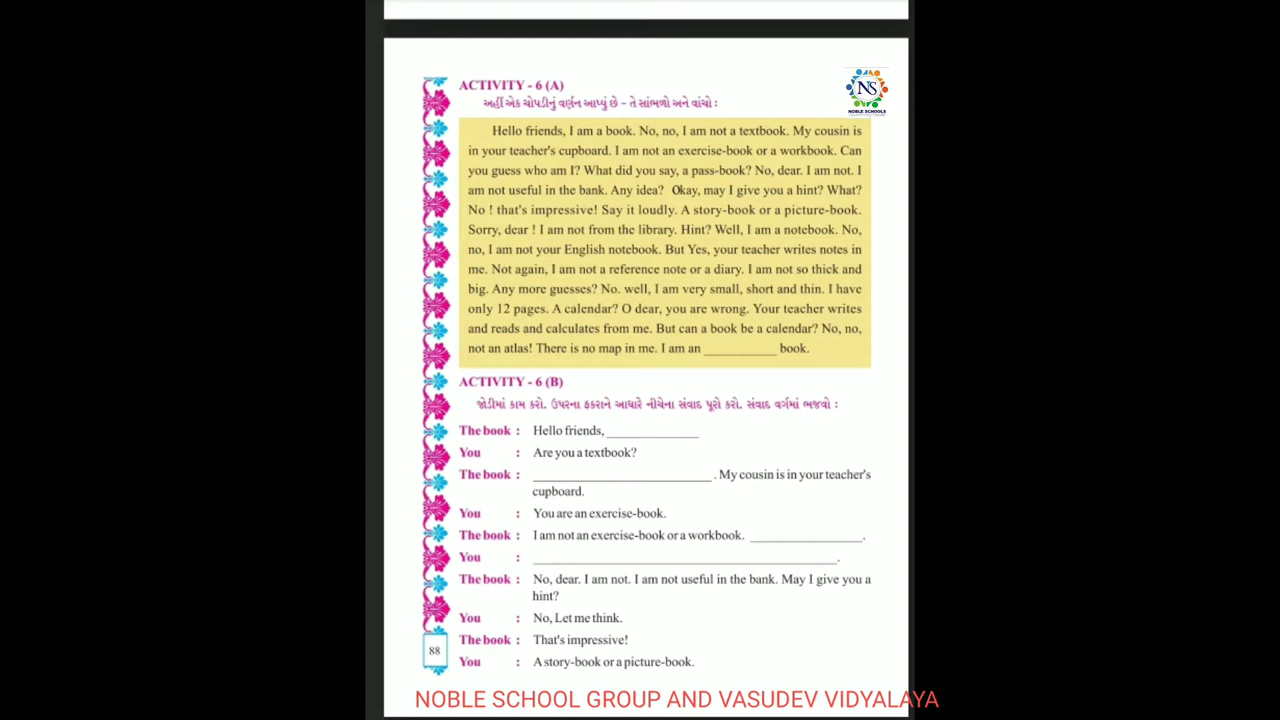 ACTIVITY - 6 (A)
અહીં એક ચોપડીનું વર્ણન આપ્યું છે - તે સાંભળો અને વાંચો :
NS
NOBLE SCHOOLS
Hello friends, I am a book. No, no, I am not a textbook. My cousin is
in your teacher's cupboard. I am not an exercise-book or a workbook. Can
you guess who am I? What did you say, a pass-book? No, dear. I am not. I
am not useful in the bank. Any idea? Okay, may I give you a hint? What?
No ! that's impressive! Say it loudly. A story-book or a picture-book.
Sorry, dear ! I am not from the library. Hint? Well, I am a notebook. No,
no, I am not your English notebook. But Yes, your teacher writes notes in
me. Not again, I am not a reference note or a diary. I am not so thick and
big. Any more guesses? No. well, I am very small, short and thin. I have
only 12 pages. A calendar? O dear, you are wrong. Your teacher writes
and reads and calculates from me. But can a book be a calendar? No, no,
not an atlas! There is no map in me. I am an ____________ book.
ACTIVITY - 6 (B)
જોડીમાં કામ કરો. ઉપરના ફકરાને આધારે નીચેના સંવાદ પૂરો કરો. સંવાદ વર્ગમાં ભજવો :
The book : Hello friends, _______________
You : Are you a textbook?
The book : _____________________________ . My cousin is in your teacher's
cupboard.
You : You are an exercise-book.
The book : I am not an exercise-book or a workbook. __________________.
You : _________________________________________________.
The book : No, dear. I am not. I am not useful in the bank. May I give you a
hint?
You : No, Let me think.
The book : That's impressive!
You : A story-book or a picture-book.
88
NOBLE SCHOOL GROUP AND VASUDEV VIDYALAYA